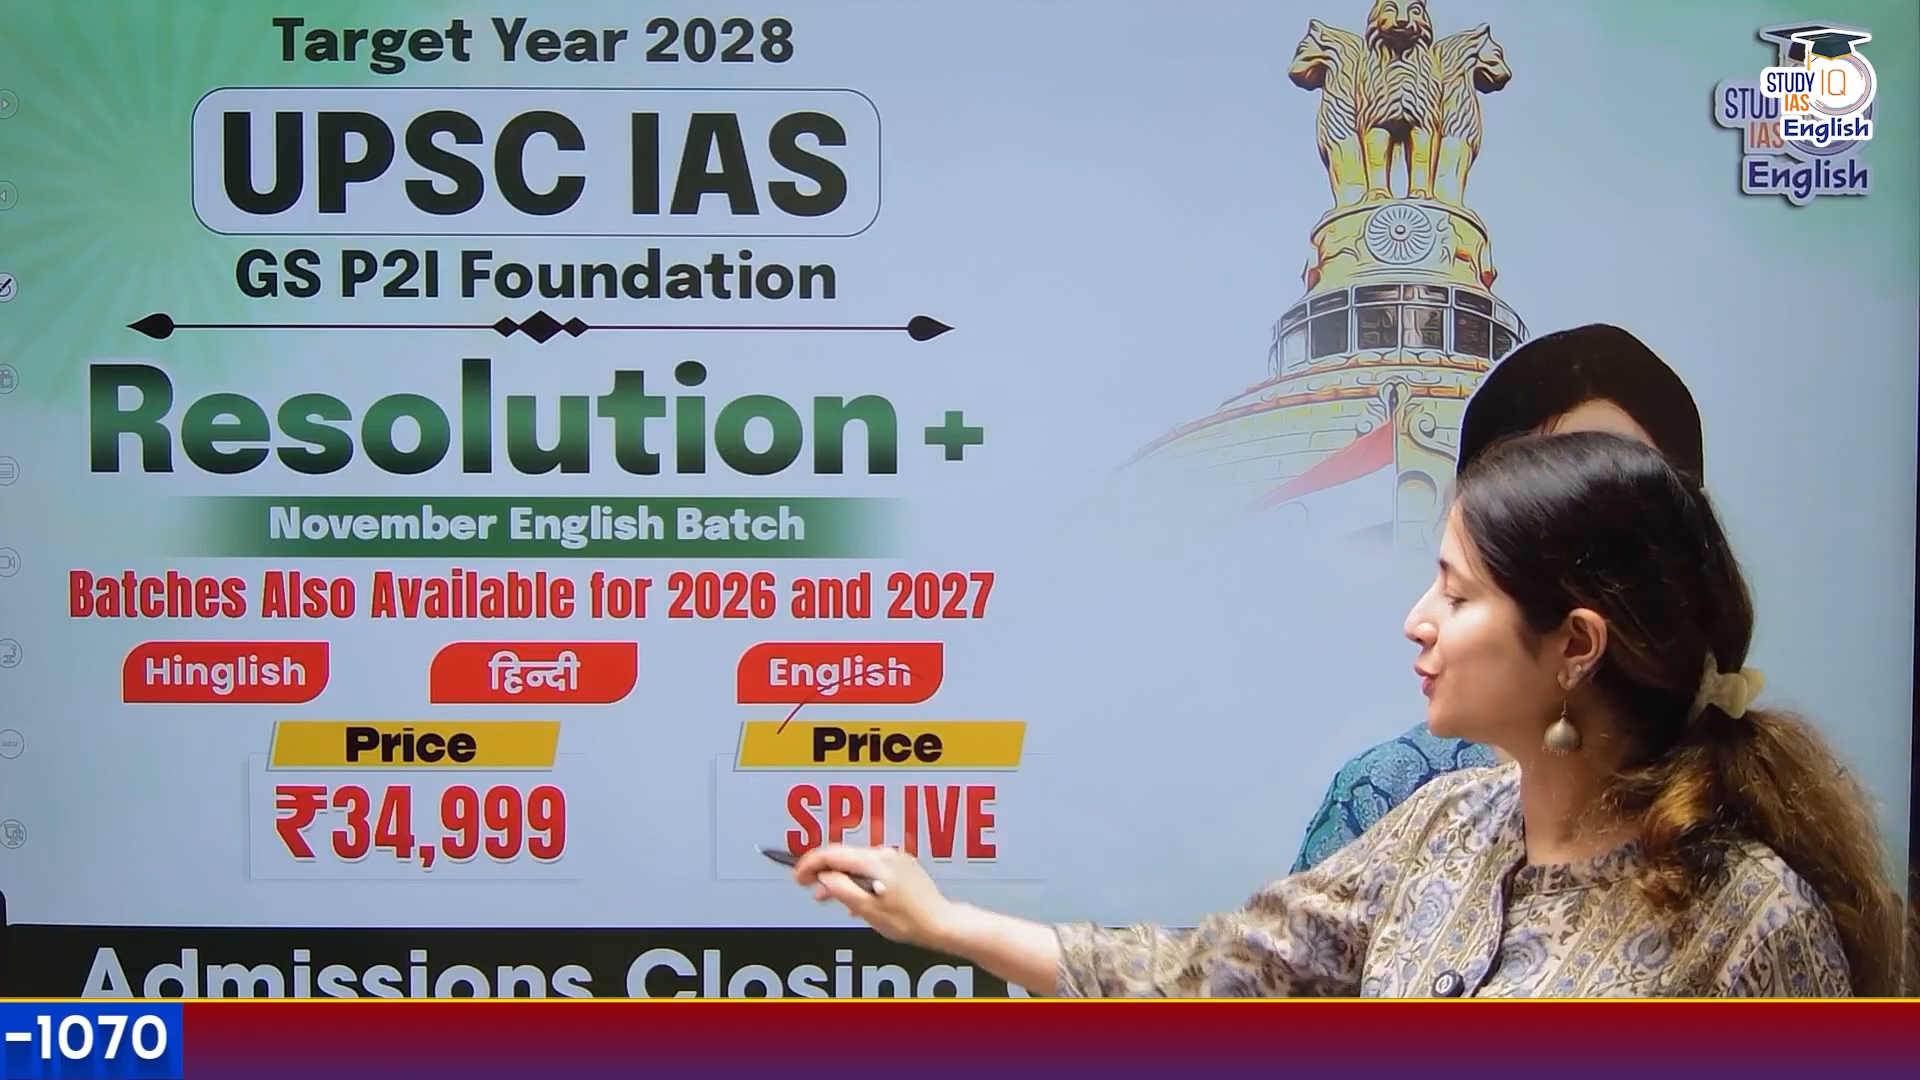 Target Year 2028
UPSC IAS
GS P2I Foundation
Resolution +
November English Batch
Batches Also Available for 2026 and 2027
Hinglish
हिन्दी
English
Price
Price
₹34,999
SPLIVE
Admissions Closing
-1070
STUDY IQ
IAS
English
STUD
IAS
English